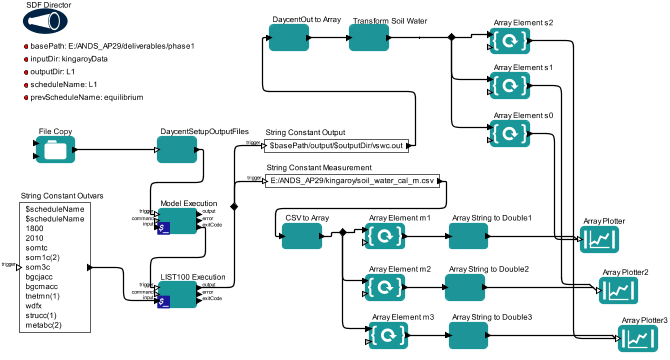 SDF Director
basePath: E:/ANDS_AP29/deliverables/phase1
inputDir: kingaroyData
outputDir: L1
scheduleName: L1
prevScheduleName: equilibrium
DaycentOut to Array
Transform Soil Water
Array Element s2
Array Element s1
Array Element s0
File Copy
DaycentSetupOutputFiles
String Constant Output
trigger
$basePath/output/$outputDir/vswc.out
String Constant Measurement
trigger
E:/ANDS_AP29/kingaroy/soil_water_cal_m.csv
String Constant Outvars
trigger
$scheduleName
$scheduleName
1800
2010
somtc
som1c(2)
som3c
bgcjacc
bgcmacc
tnetmn(1)
wdfx
strucc(1)
metabc(2)
Model Execution
trigger
command
input
output
error
exitCode
LIST100 Execution
trigger
command
input
output
error
exitCode
CSV to Array
Array Element m1
Array String to Double1
Array Plotter
Array Element m2
Array String to Double2
Array Plotter2
Array Element m3
Array String to Double3
Array Plotter3